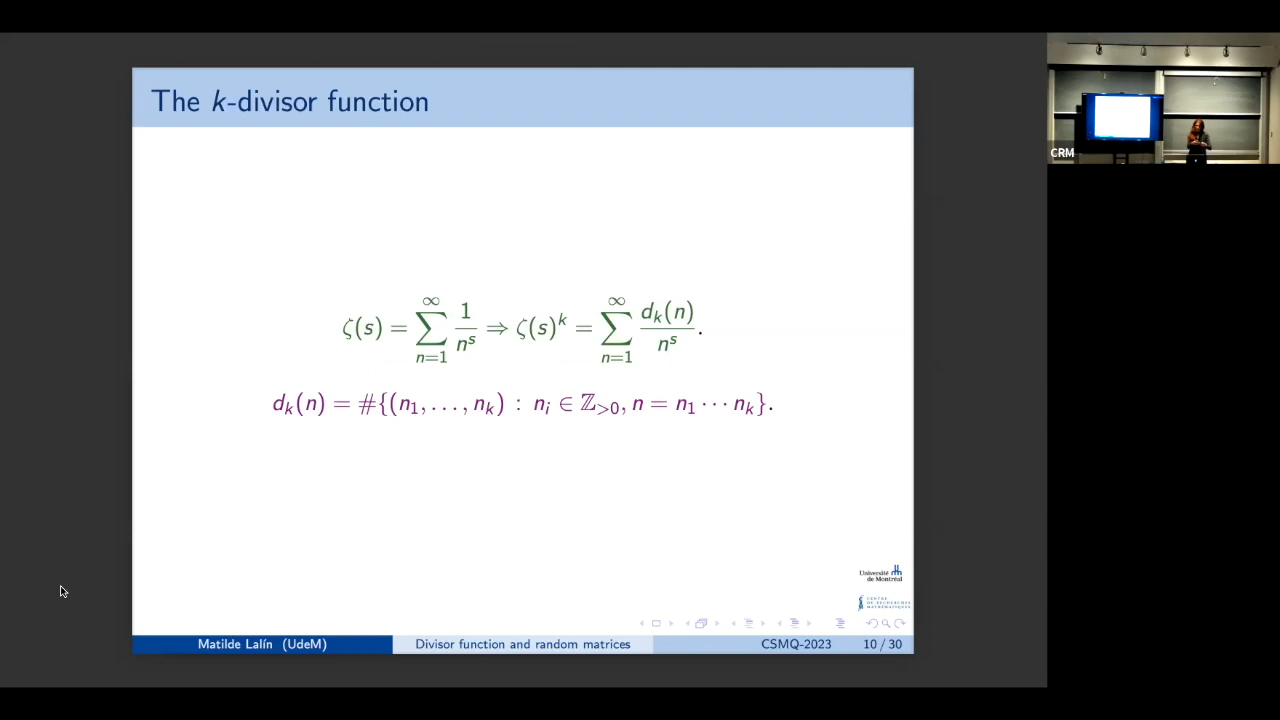 The k-divisor function
CRM
ζ(s) = ∑_{n=1}^{∞} 1/n^s ⇒ ζ(s)^k = ∑_{n=1}^{∞} d_k(n)/n^s.
d_k(n) = #{(n_1, …, n_k) : n_i ∈ ℤ_{>0}, n = n_1 ⋯ n_k}.
Université
de Montréal
CENTRE
DE RECHERCHES
MATHÉMATIQUES
Matilde Lalín (UdeM)
Divisor function and random matrices
CSMQ-2023
10 / 30